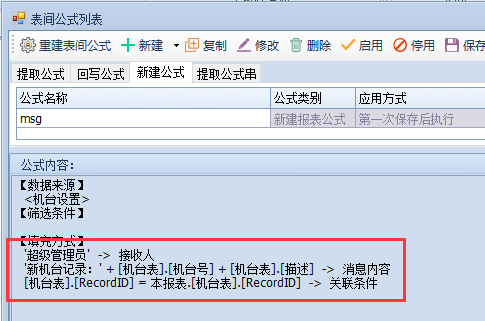 表间公式列表
重建表间公式 新建 复制 修改 删除 启用 停用 保存
提取公式 回写公式 新建公式 提取公式串
公式名称 公式类别 应用方式
msg 新建报表公式 第一次保存后执行
公式内容:
【数据来源】
<机台设置>
【筛选条件】
【填充方式】
'超级管理员' -> 接收人
'新机台记录：' + [机台表].[机台号] + [机台表].[描述] -> 消息内容
[机台表].[RecordID] = 本报表.[机台表].[RecordID] -> 关联条件